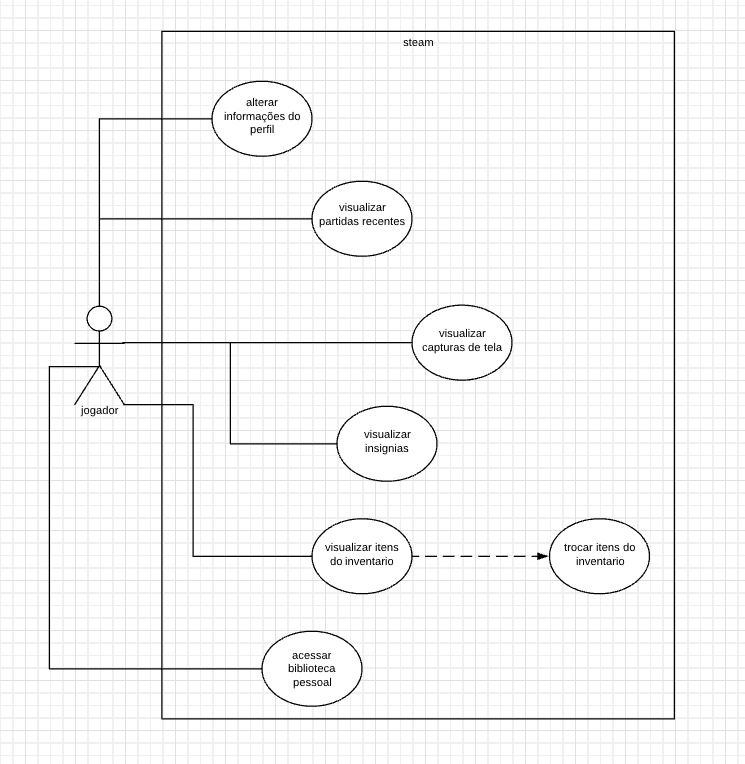 steam
alterar
informações do
perfil
visualizar
partidas recentes
visualizar
capturas de tela
jogador
visualizar
insignias
visualizar itens
do inventario
trocar itens do
inventario
acessar
biblioteca
pessoal